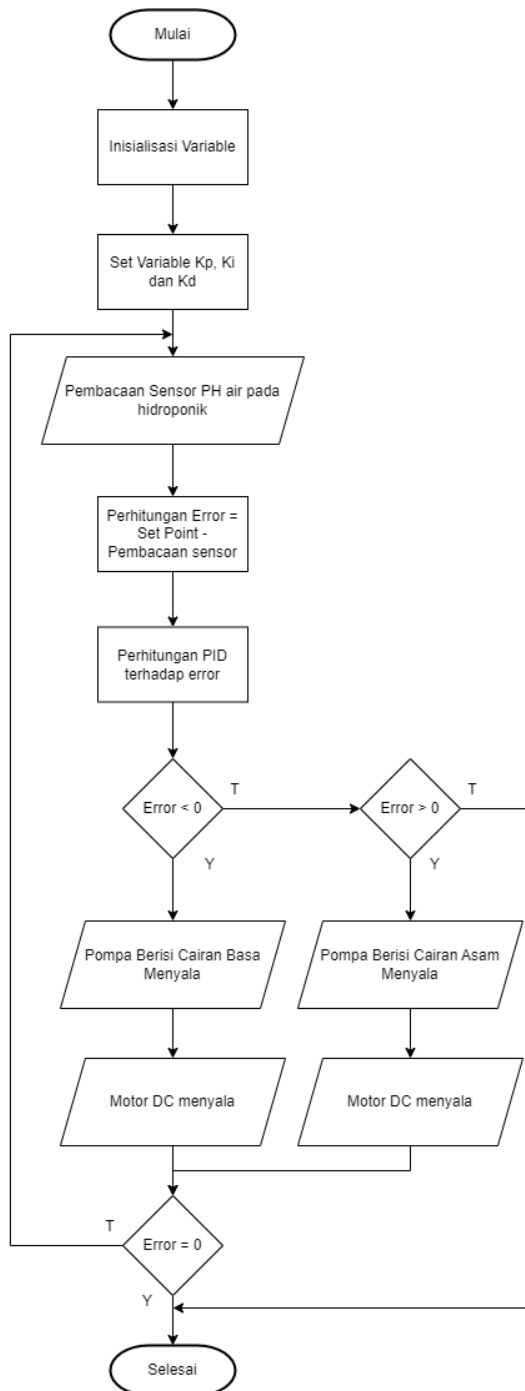 Mulai
Inisialisasi Variable
Set Variable Kp, Ki
dan Kd
Pembacaan Sensor PH air pada
hidroponik
Perhitungan Error =
Set Point -
Pembacaan sensor
Perhitungan PID
terhadap error
Error < 0
T
Y
Error > 0
T
Y
Pompa Berisi Cairan Basa
Menyala
Pompa Berisi Cairan Asam
Menyala
Motor DC menyala
Motor DC menyala
T
Error = 0
Y
Selesai